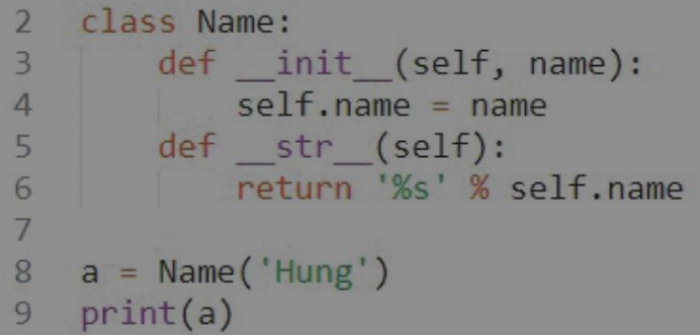 2 class Name:
3     def __init__(self, name):
4         self.name = name
5     def __str__(self):
6         return '%s' % self.name
7
8 a = Name('Hung')
9 print(a)